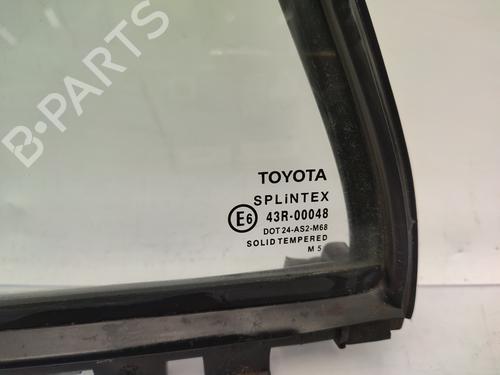 B-PARTS
TOYOTA
SPLiNTEX
E6 43R-00048
DOT 24-AS2-M68
SOLID TEMPERED
M 5